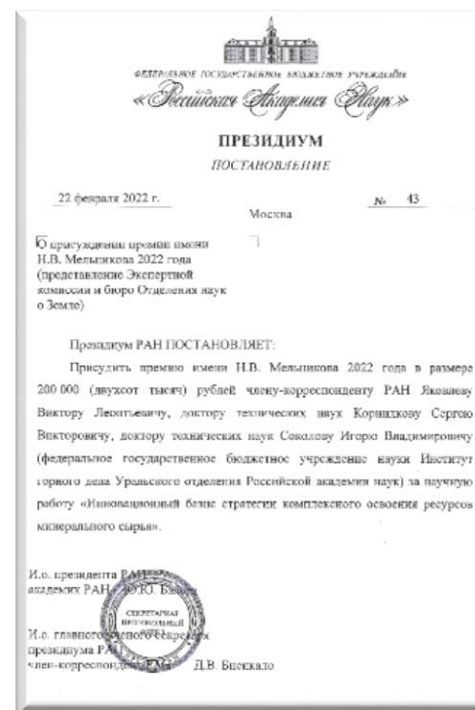 ФЕДЕРАЛЬНОЕ ГОСУДАРСТВЕННОЕ БЮДЖЕТНОЕ УЧРЕЖДЕНИЕ
«Российская Академия Наук»
ПРЕЗИДИУМ
ПОСТАНОВЛЕНИЕ
22 февраля 2022 г. № 43
Москва
О присуждении премии имени
Н.В. Мельникова 2022 года
(представление Экспертной
комиссии и бюро Отделения наук
о Земле)
Президиум РАН ПОСТАНОВЛЯЕТ:
Присудить премию имени Н.В. Мельникова 2022 года в размере
200 000 (двухсот тысяч) рублей члену-корреспонденту РАН Яковлеву
Виктору Леонтьевичу, доктору технических наук Корнилкову Сергею
Викторовичу, доктору технических наук Соколову Игорю Владимировичу
(федеральное государственное бюджетное учреждение науки Институт
горного дела Уральского отделения Российской академии наук) за научную
работу «Инновационный базис стратегии комплексного освоения ресурсов
минерального сырья».
И.о. президента РАН
академик РАН Ю.Ю.
СЕКРЕТАРИАТ
ПРОТОКОЛЬНЫЙ
ОТДЕЛ
И.о. главного ученого секретаря
президиума РАН
член-корреспондент РАН Д.В. Бисикало